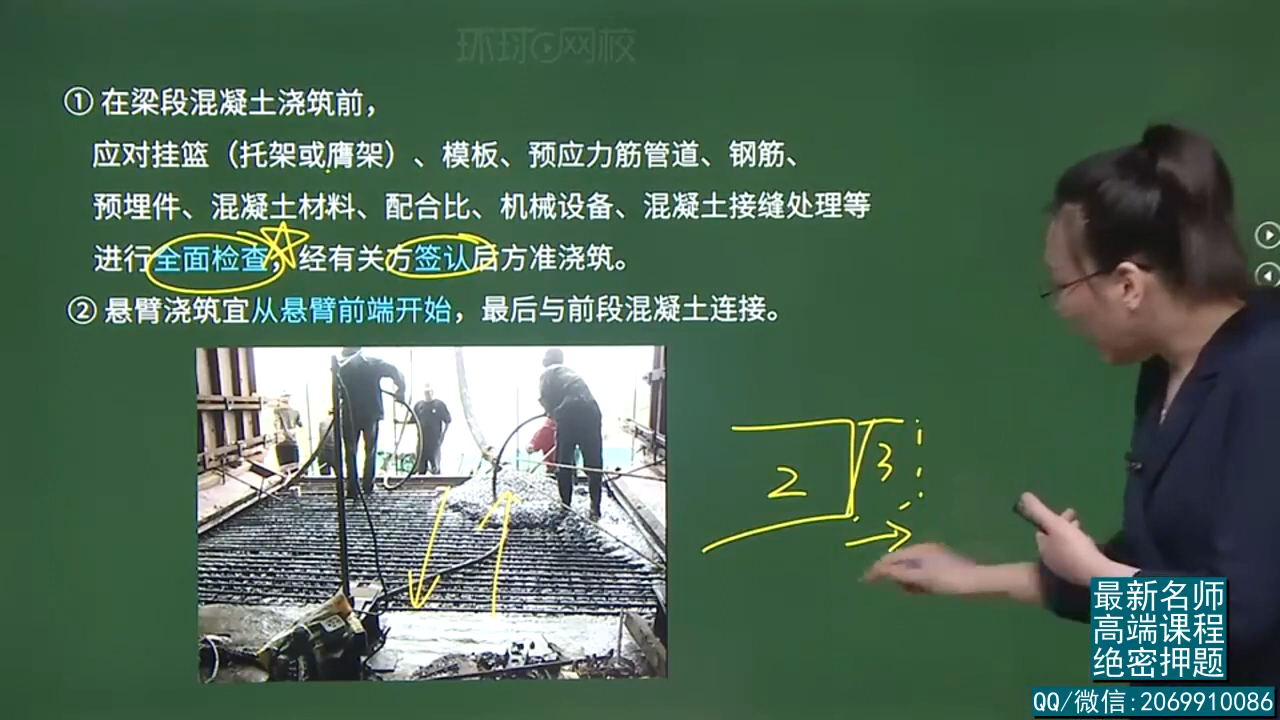 环球网校
① 在梁段混凝土浇筑前，
应对挂篮（托架或膺架）、模板、预应力筋管道、钢筋、
预埋件、混凝土材料、配合比、机械设备、混凝土接缝处理等
进行全面检查，经有关方签认后方准浇筑。
② 悬臂浇筑宜从悬臂前端开始，最后与前段混凝土连接。
2 3
最新名师
高端课程
绝密押题
QQ/微信:2069910086